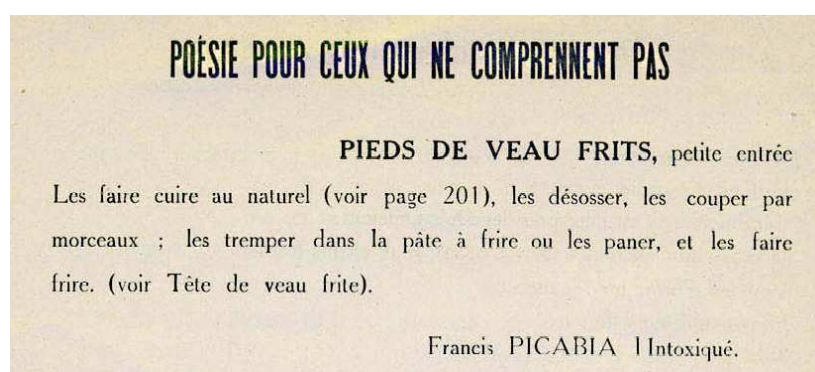 POÉSIE POUR CEUX QUI NE COMPRENNENT PAS
PIEDS DE VEAU FRITS, petite entrée
Les faire cuire au naturel (voir page 201), les désosser, les couper par
morceaux ; les tremper dans la pâte à frire ou les paner, et les faire
frire. (voir Tête de veau frite).
Francis PICABIA l Intoxiqué.